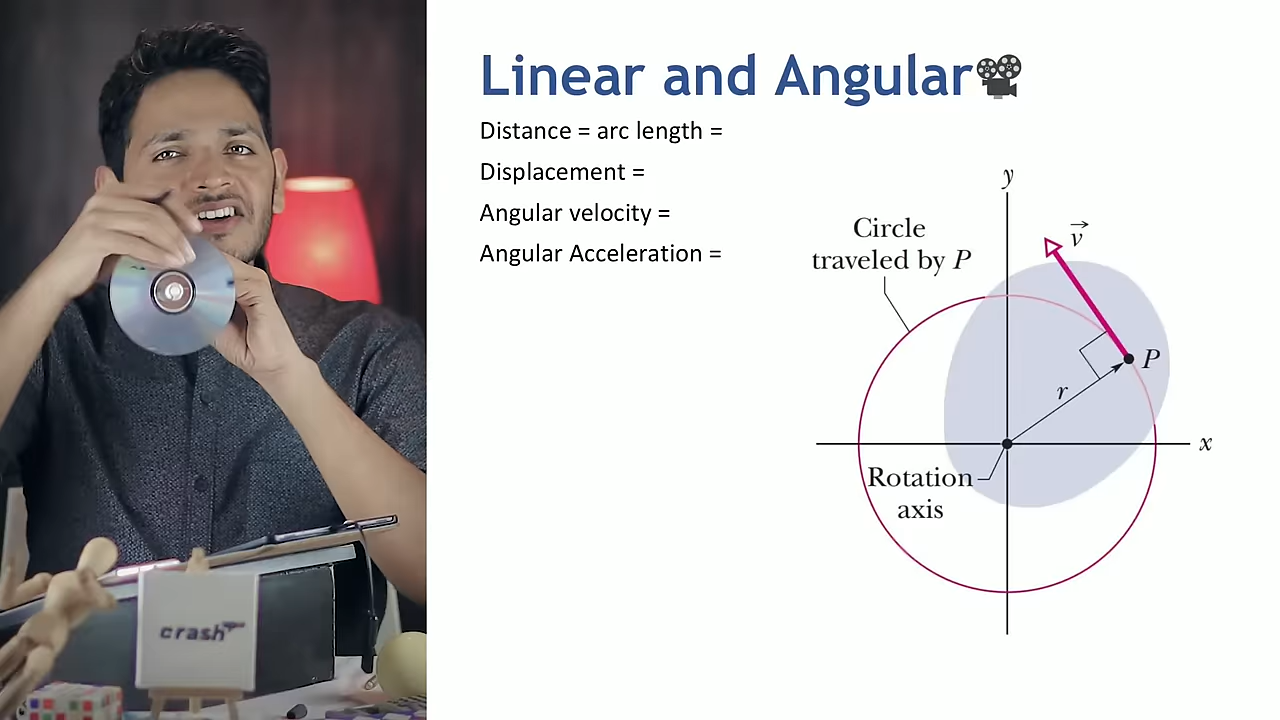 Linear and Angular
Distance = arc length =
Displacement =
Angular velocity =
Angular Acceleration =
y
Circle
traveled by P
v
P
r
x
Rotation
axis
crash